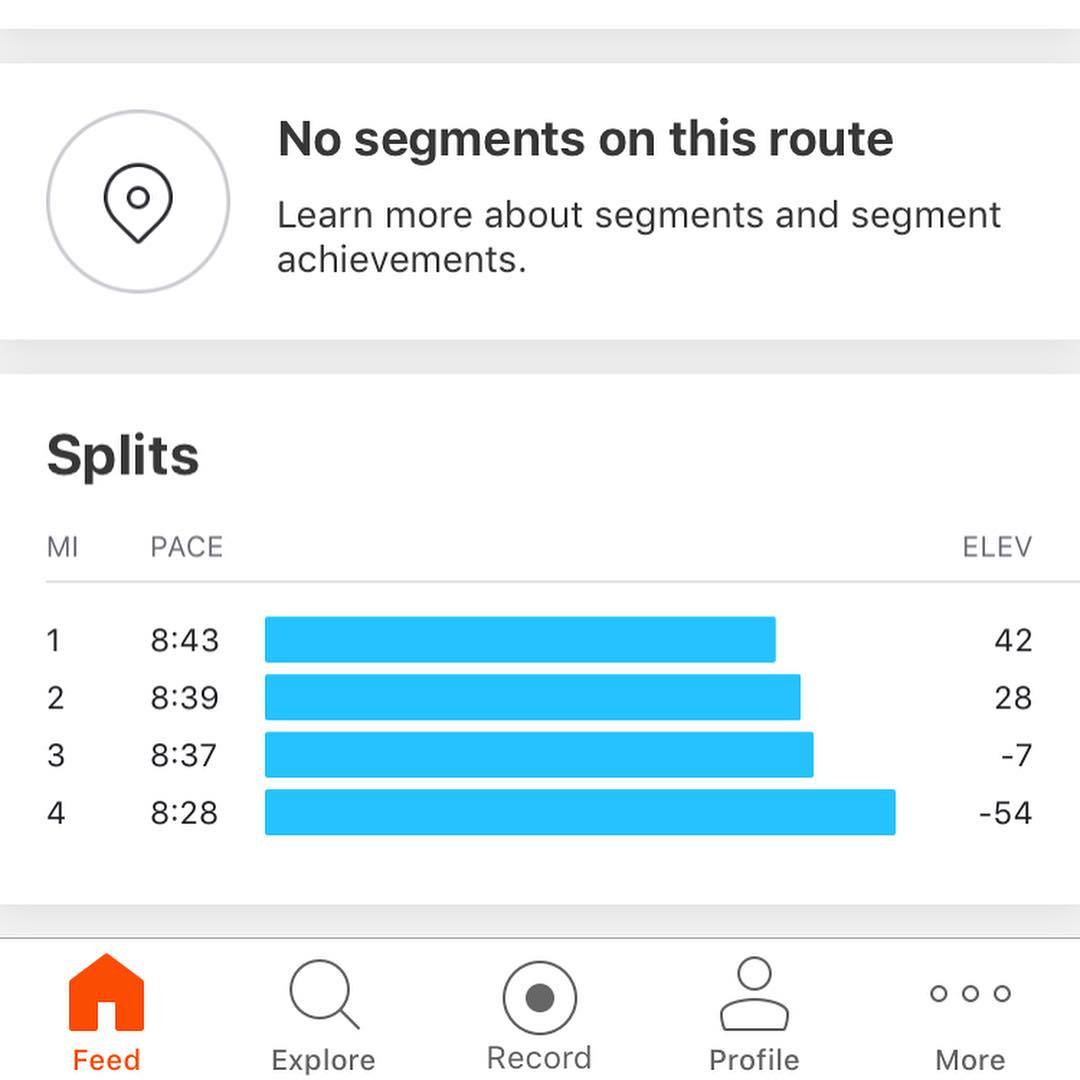 No segments on this route
Learn more about segments and segment
achievements.
Splits
MI PACE ELEV
1 8:43 42
2 8:39 28
3 8:37 -7
4 8:28 -54
Feed Explore Record Profile More